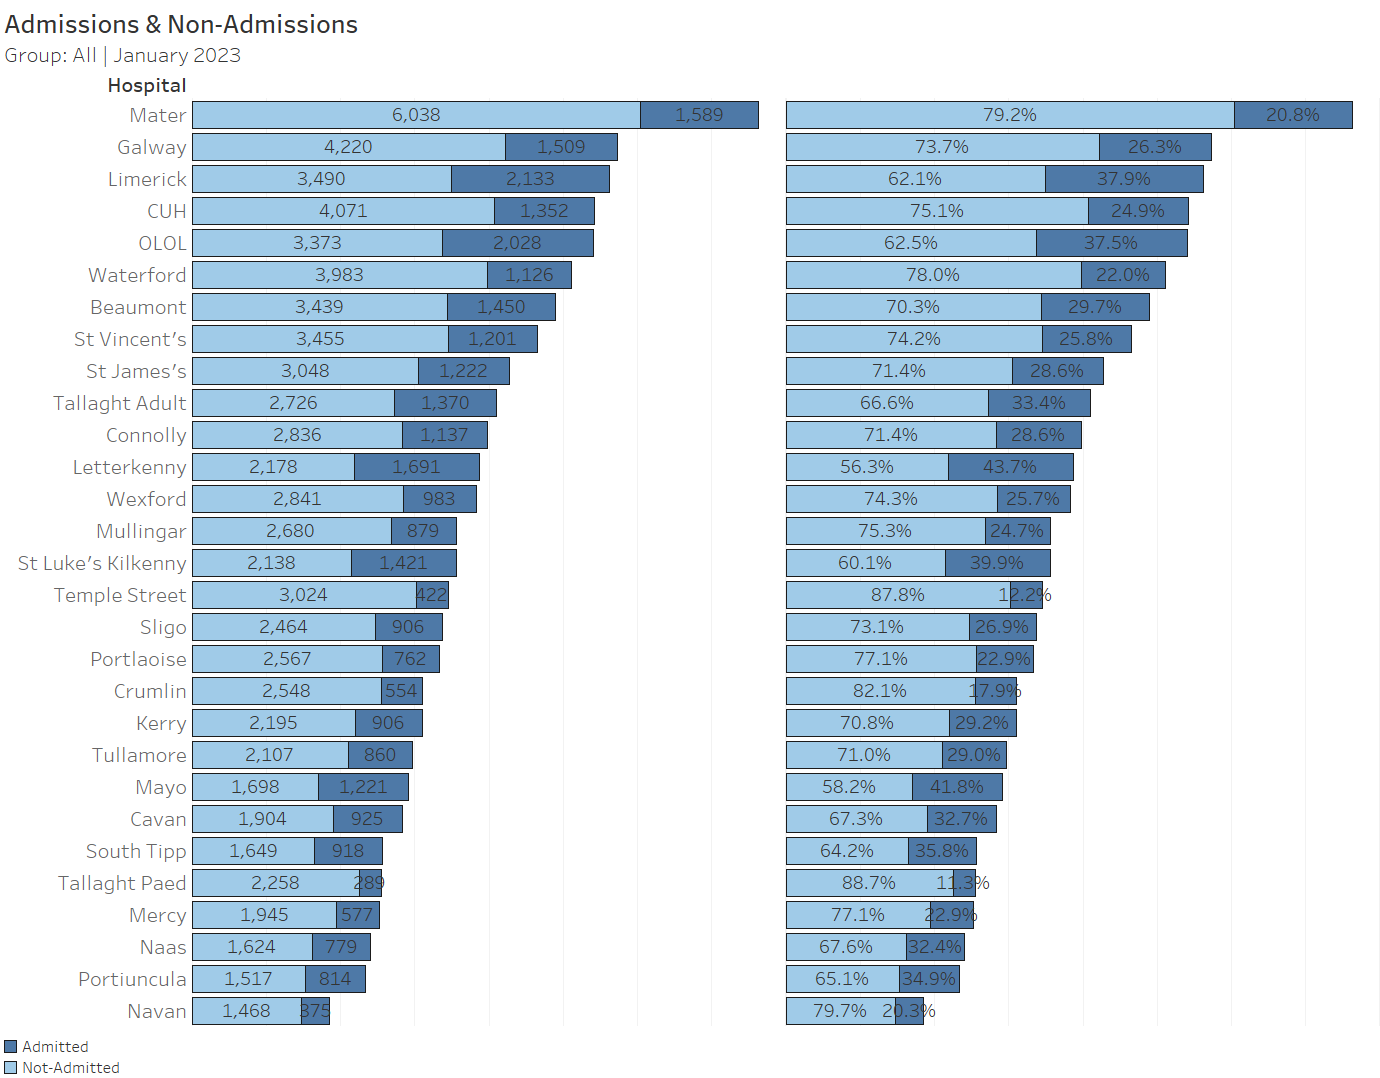 Admissions & Non-Admissions
Group: All | January 2023
Hospital
Mater 6,038 1,589 79.2% 20.8%
Galway 4,220 1,509 73.7% 26.3%
Limerick 3,490 2,133 62.1% 37.9%
CUH 4,071 1,352 75.1% 24.9%
OLOL 3,373 2,028 62.5% 37.5%
Waterford 3,983 1,126 78.0% 22.0%
Beaumont 3,439 1,450 70.3% 29.7%
St Vincent's 3,455 1,201 74.2% 25.8%
St James's 3,048 1,222 71.4% 28.6%
Tallaght Adult 2,726 1,370 66.6% 33.4%
Connolly 2,836 1,137 71.4% 28.6%
Letterkenny 2,178 1,691 56.3% 43.7%
Wexford 2,841 983 74.3% 25.7%
Mullingar 2,680 879 75.3% 24.7%
St Luke's Kilkenny 2,138 1,421 60.1% 39.9%
Temple Street 3,024 422 87.8% 12.2%
Sligo 2,464 906 73.1% 26.9%
Portlaoise 2,567 762 77.1% 22.9%
Crumlin 2,548 554 82.1% 17.9%
Kerry 2,195 906 70.8% 29.2%
Tullamore 2,107 860 71.0% 29.0%
Mayo 1,698 1,221 58.2% 41.8%
Cavan 1,904 925 67.3% 32.7%
South Tipp 1,649 918 64.2% 35.8%
Tallaght Paed 2,258 289 88.7% 11.3%
Mercy 1,945 577 77.1% 22.9%
Naas 1,624 779 67.6% 32.4%
Portiuncula 1,517 814 65.1% 34.9%
Navan 1,468 375 79.7% 20.3%
Admitted
Not-Admitted